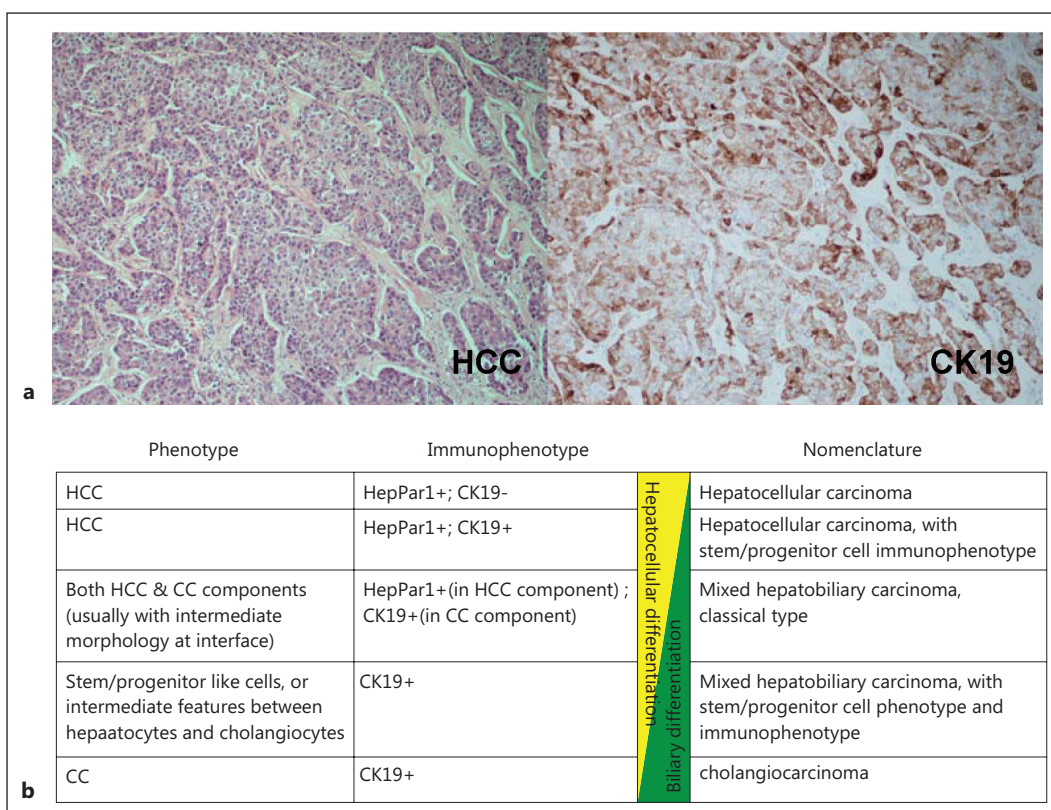 HCC
CK19
a
Phenotype
Immunophenotype
Nomenclature
HCC
HepPar1+; CK19-
Hepatocellular carcinoma
HCC
HepPar1+; CK19+
Hepatocellular carcinoma, with
stem/progenitor cell immunophenotype
Both HCC & CC components
(usually with intermediate
morphology at interface)
HepPar1+(in HCC component) ;
CK19+(in CC component)
Mixed hepatobiliary carcinoma,
classical type
Stem/progenitor like cells, or
intermediate features between
hepaatocytes and cholangiocytes
CK19+
Mixed hepatobiliary carcinoma, with
stem/progenitor cell phenotype and
immunophenotype
CC
CK19+
cholangiocarcinoma
Hepatocellular differentiation
Biliary differentiation
b